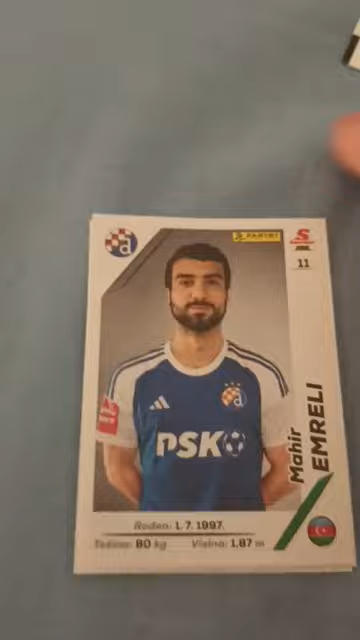 PANINI
11
Mahir
EMRELI
PSK
Rođen: 1. 7. 1997.
Težina: 80 kg Visina: 1,87 m